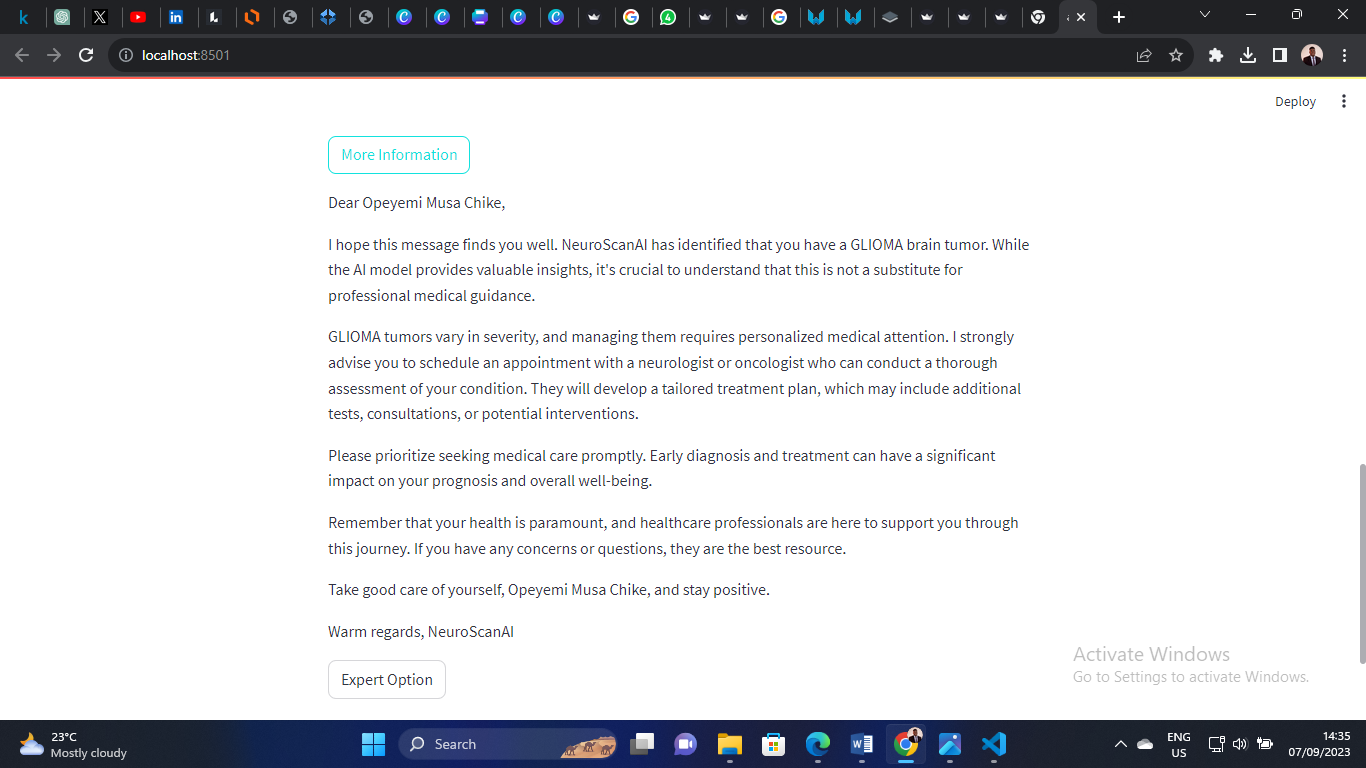 localhost:8501
Deploy
More Information
Dear Opeyemi Musa Chike,
I hope this message finds you well. NeuroScanAI has identified that you have a GLIOMA brain tumor. While
the AI model provides valuable insights, it's crucial to understand that this is not a substitute for
professional medical guidance.
GLIOMA tumors vary in severity, and managing them requires personalized medical attention. I strongly
advise you to schedule an appointment with a neurologist or oncologist who can conduct a thorough
assessment of your condition. They will develop a tailored treatment plan, which may include additional
tests, consultations, or potential interventions.
Please prioritize seeking medical care promptly. Early diagnosis and treatment can have a significant
impact on your prognosis and overall well-being.
Remember that your health is paramount, and healthcare professionals are here to support you through
this journey. If you have any concerns or questions, they are the best resource.
Take good care of yourself, Opeyemi Musa Chike, and stay positive.
Warm regards, NeuroScanAI
Expert Option
Activate Windows
Go to Settings to activate Windows.
23°C
Mostly cloudy
Search
ENG
US
14:35
07/09/2023